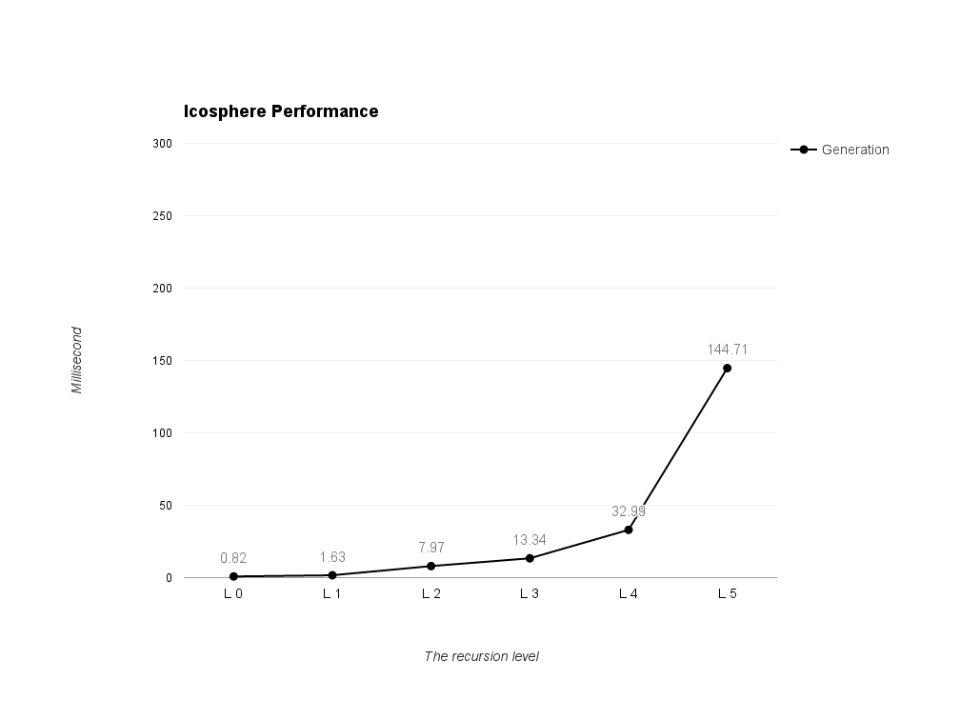 Icosphere Performance
300
Generation
250
200
Millisecond
150
144.71
100
50
32.99
13.34
7.97
1.63
0.82
0
L 0
L 1
L 2
L 3
L 4
L 5
The recursion level